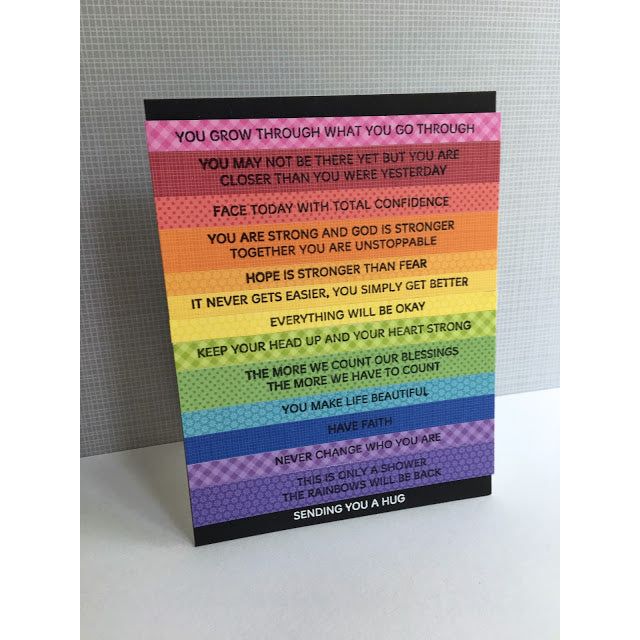 YOU GROW THROUGH WHAT YOU GO THROUGH
YOU MAY NOT BE THERE YET BUT YOU ARE
CLOSER THAN YOU WERE YESTERDAY
FACE TODAY WITH TOTAL CONFIDENCE
YOU ARE STRONG AND GOD IS STRONGER
TOGETHER YOU ARE UNSTOPPABLE
HOPE IS STRONGER THAN FEAR
IT NEVER GETS EASIER, YOU SIMPLY GET BETTER
EVERYTHING WILL BE OKAY
KEEP YOUR HEAD UP AND YOUR HEART STRONG
THE MORE WE COUNT OUR BLESSINGS
THE MORE WE HAVE TO COUNT
YOU MAKE LIFE BEAUTIFUL
HAVE FAITH
NEVER CHANGE WHO YOU ARE
THIS IS ONLY A SHOWER
THE RAINBOWS WILL BE BACK
SENDING YOU A HUG